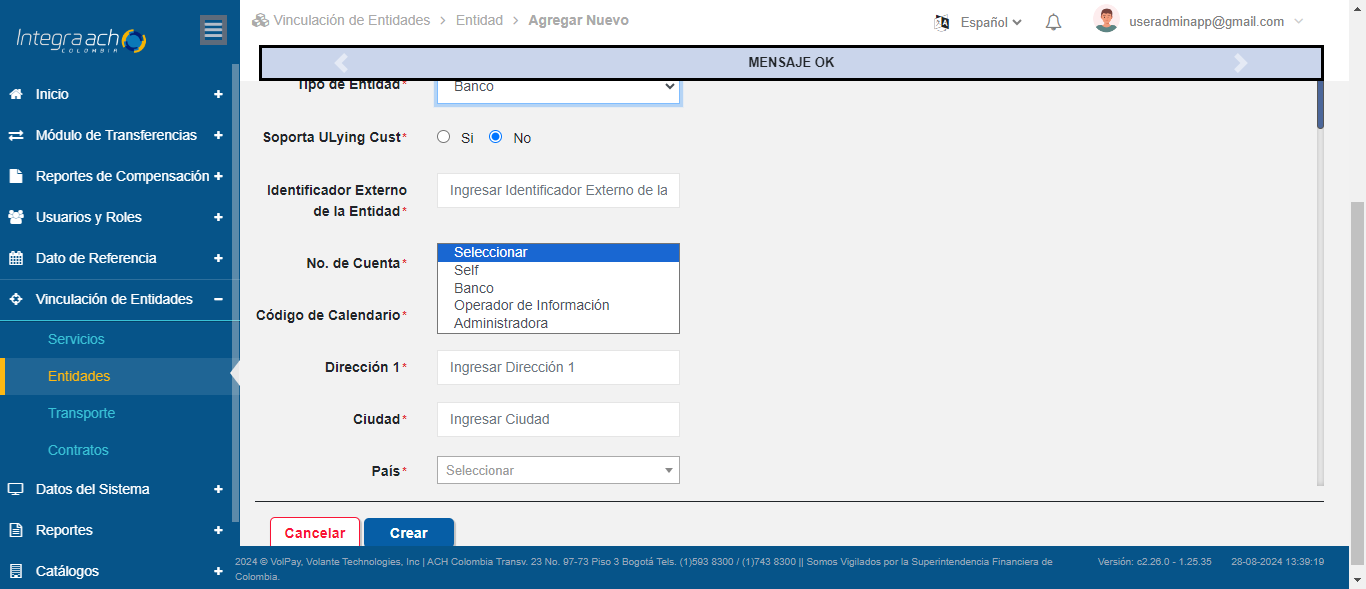 Integra ach
COLOMBIA
Vinculación de Entidades > Entidad > Agregar Nuevo
Español
useradminapp@gmail.com
MENSAJE OK
Inicio +
Módulo de Transferencias +
Reportes de Compensación +
Usuarios y Roles +
Dato de Referencia +
Vinculación de Entidades −
Servicios
Entidades
Transporte
Contratos
Datos del Sistema +
Reportes +
Catálogos +
Tipo de Entidad* Banco
Soporta ULying Cust* Si No
Identificador Externo Ingresar Identificador Externo de la
de la Entidad*
No. de Cuenta* Seleccionar
Self
Banco
Operador de Información
Código de Calendario* Administradora
Dirección 1* Ingresar Dirección 1
Ciudad* Ingresar Ciudad
País* Seleccionar
Cancelar Crear
2024 © VolPay, Volante Technologies, Inc | ACH Colombia Transv. 23 No. 97-73 Piso 3 Bogotá Tels. (1)593 8300 / (1)743 8300 || Somos Vigilados por la Superintendencia Financiera de
Colombia.
Versión: c2.26.0 - 1.25.35 28-08-2024 13:39:19